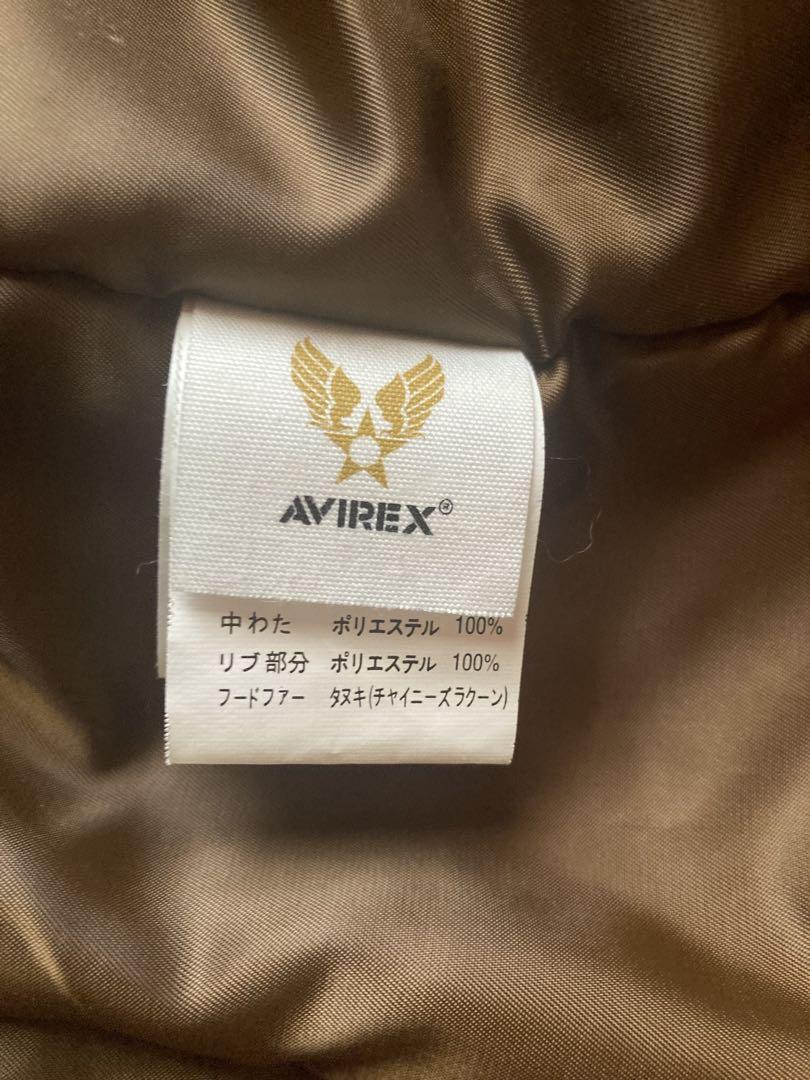 AVIREX®
中わた ポリエステル 100%
リブ部分 ポリエステル 100%
フードファー タヌキ(チャイニーズラクーン)